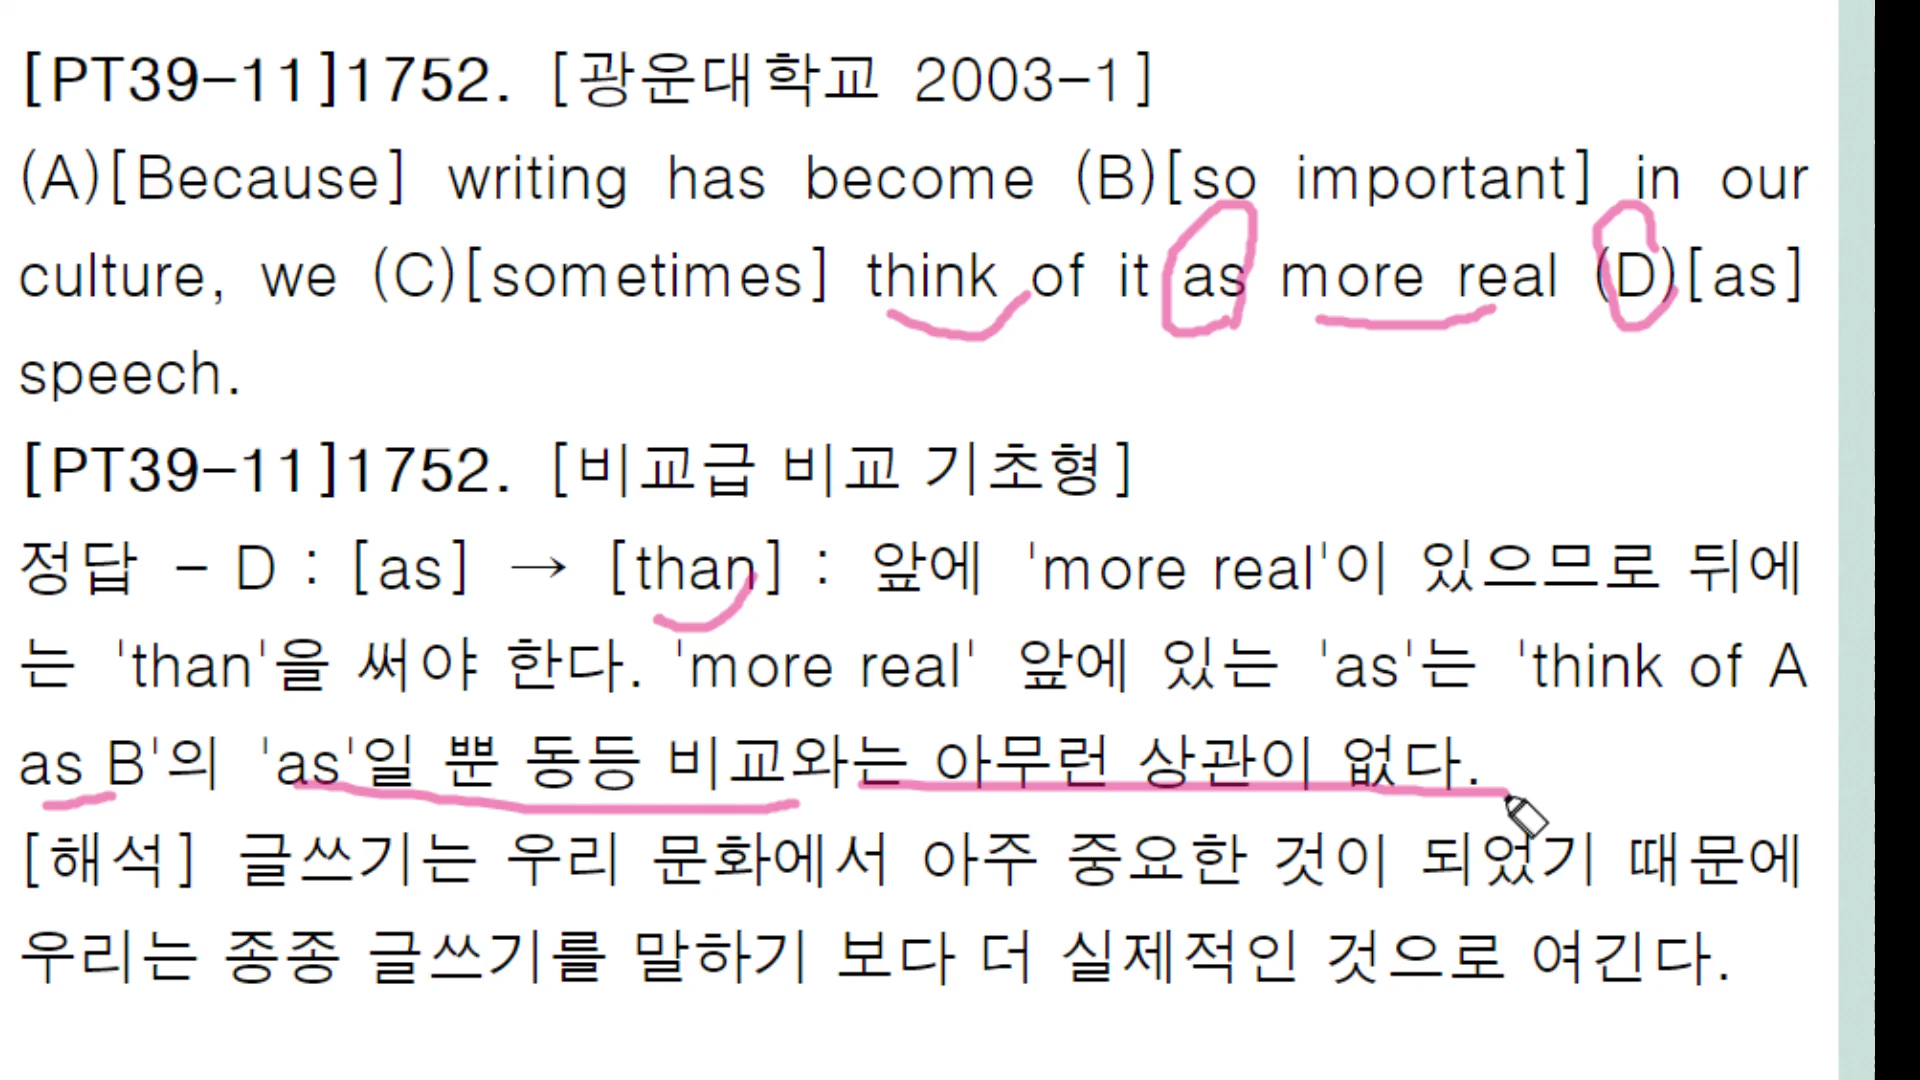 [PT39-11]1752. [광운대학교 2003-1]
(A)[Because] writing has become (B)[so important] in our
culture, we (C)[sometimes] think of it as more real (D)[as]
speech.
[PT39-11]1752. [비교급 비교 기초형]
정답 - D : [as] → [than] : 앞에 'more real'이 있으므로 뒤에
는 'than'을 써야 한다. 'more real' 앞에 있는 'as'는 'think of A
as B'의 'as'일 뿐 동등 비교와는 아무런 상관이 없다.
[해석] 글쓰기는 우리 문화에서 아주 중요한 것이 되었기 때문에
우리는 종종 글쓰기를 말하기 보다 더 실제적인 것으로 여긴다.